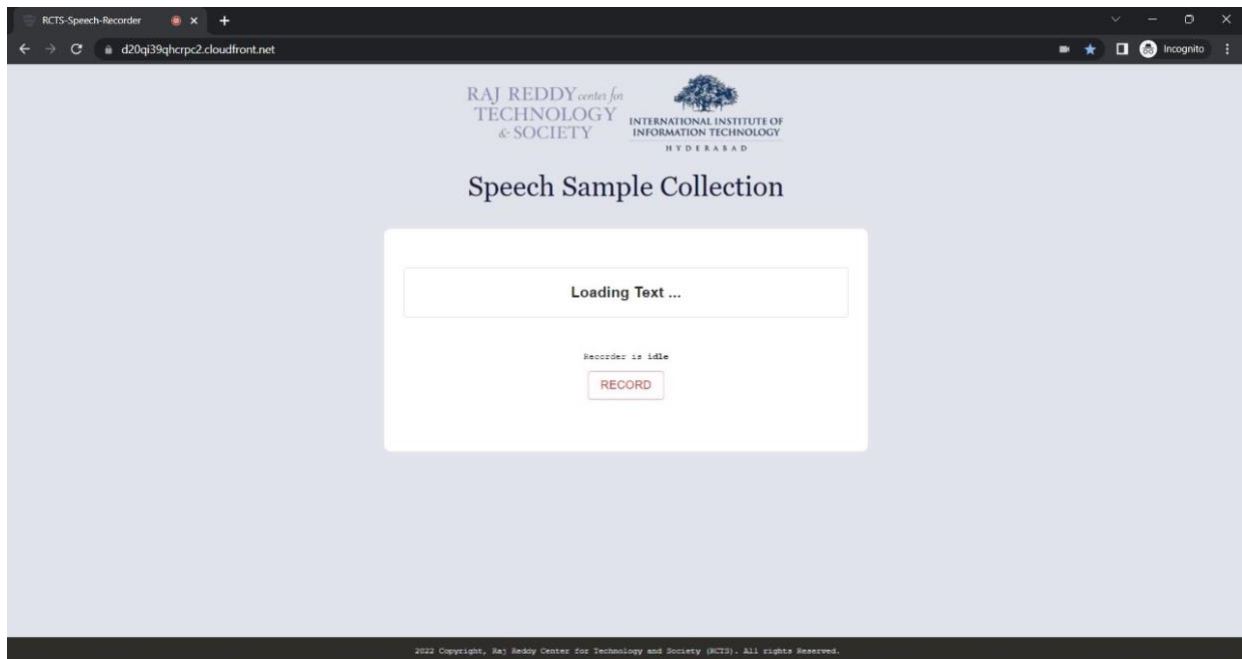 RCTS-Speech-Recorder
d20qi39qhcrpc2.cloudfront.net
Incognito
RAJ REDDY center for
TECHNOLOGY
& SOCIETY
INTERNATIONAL INSTITUTE OF
INFORMATION TECHNOLOGY
HYDERABAD
Speech Sample Collection
Loading Text ...
Recorder is idle
RECORD
2022 Copyright, Raj Reddy Center for Technology and Society (RCTS). All rights Reserved.